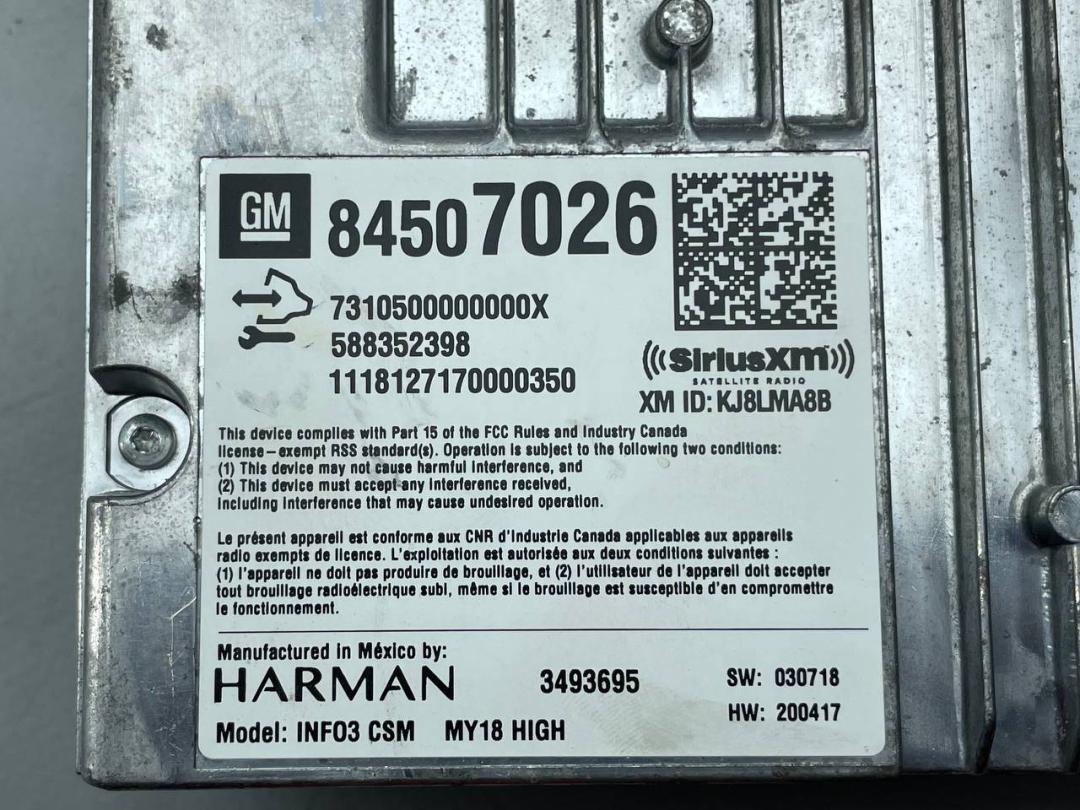 GM
84507026
7310500000000X
588352398
1118127170000350
SiriusXM
SATELLITE RADIO
XM ID: KJ8LMA8B
This device complies with Part 15 of the FCC Rules and Industry Canada
license-exempt RSS standard(s). Operation is subject to the following two conditions:
(1) This device may not cause harmful interference, and
(2) This device must accept any interference received,
including interference that may cause undesired operation.
Le présent appareil est conforme aux CNR d'Industrie Canada applicables aux appareils
radio exempts de licence. L'exploitation est autorisée aux deux conditions suivantes :
(1) l'appareil ne doit pas produire de brouillage, et (2) l'utilisateur de l'appareil doit accepter
tout brouillage radioélectrique subi, même si le brouillage est susceptible d'en compromettre
le fonctionnement.
Manufactured in México by:
HARMAN
3493695
SW: 030718
HW: 200417
Model: INFO3 CSM MY18 HIGH